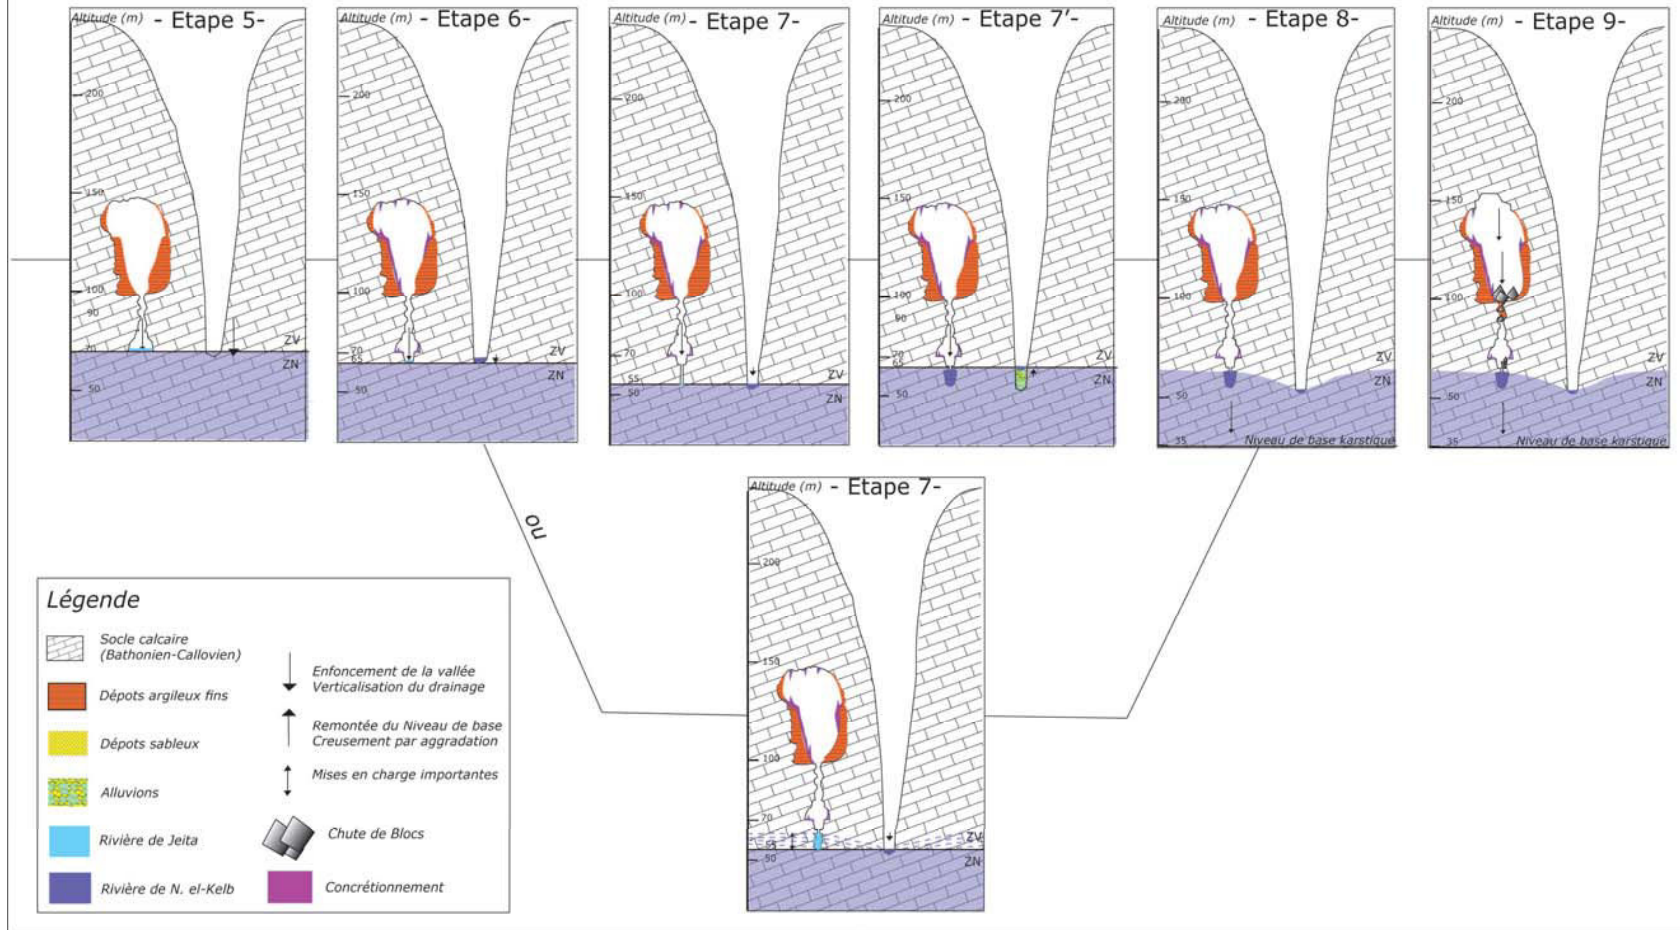 Altitude (m) - Etape 5-
200
150
100
90
70
ZV
ZN
50
Altitude (m) - Etape 6-
200
150
100
70
65
ZV
ZN
50
Altitude (m) - Etape 7-
200
150
100
70
55
50
ZV
ZN
Altitude (m) - Etape 7’-
200
150
100
90
70
65
ZV
ZN
50
Altitude (m) - Etape 8-
200
150
100
ZV
ZN
50
35
Niveau de base karstique
Altitude (m) - Etape 9-
200
150
100
ZV
ZN
50
35
Niveau de base karstique
ou
Altitude (m) - Etape 7-
200
150
100
70
ZV
ZN
50
Légende
Socle calcaire
(Bathonien-Callovien)
Dépots argileux fins
Dépots sableux
Alluvions
Rivière de Jeita
Rivière de N. el-Kelb
Enfoncement de la vallée
Verticalisation du drainage
Remontée du Niveau de base
Creusement par aggradation
Mises en charge importantes
Chute de Blocs
Concrétionnement